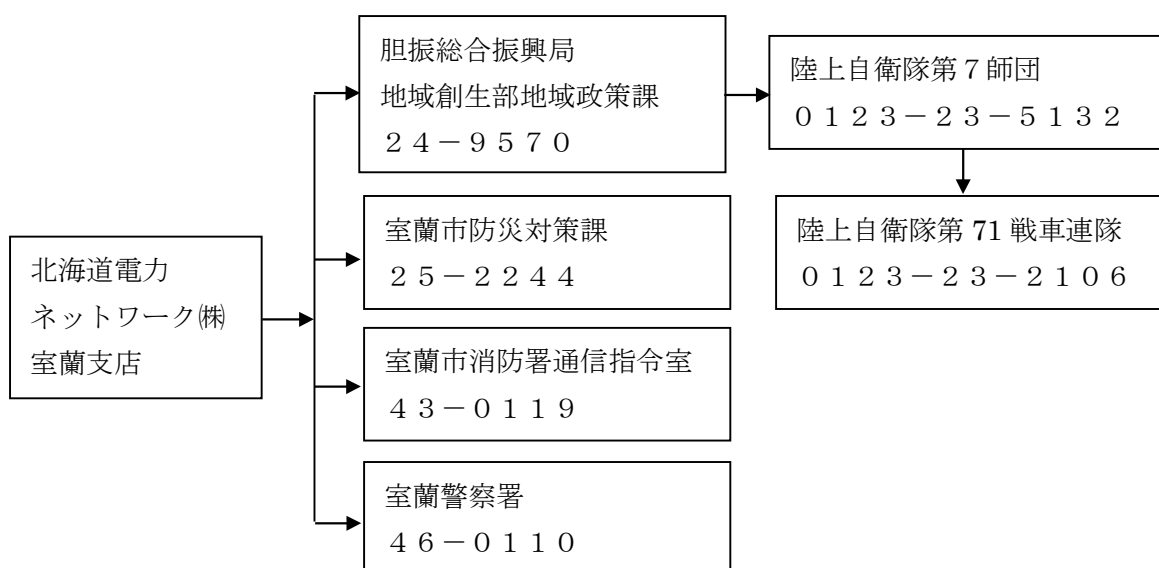 北海道電力
ネットワーク㈱
室蘭支店
胆振総合振興局
地域創生部地域政策課
２４－９５７０
陸上自衛隊第７師団
０１２３－２３－５１３２
陸上自衛隊第 71 戦車連隊
０１２３－２３－２１０６
室蘭市防災対策課
２５－２２４４
室蘭市消防署通信指令室
４３－０１１９
室蘭警察署
４６－０１１０